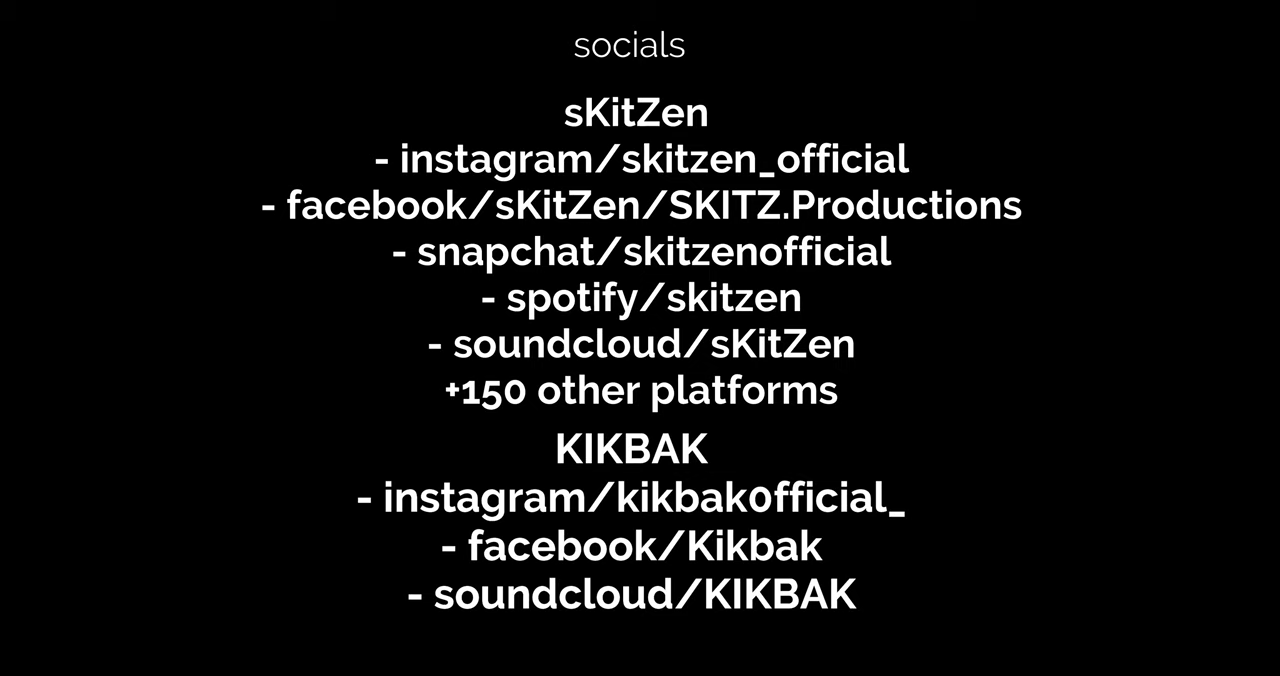 socials
sKitZen
- instagram/skitzen_official
- facebook/sKitZen/SKITZ.Productions
- snapchat/skitzenofficial
- spotify/skitzen
- soundcloud/sKitZen
+150 other platforms
KIKBAK
- instagram/kikbak0fficial_
- facebook/Kikbak
- soundcloud/KIKBAK